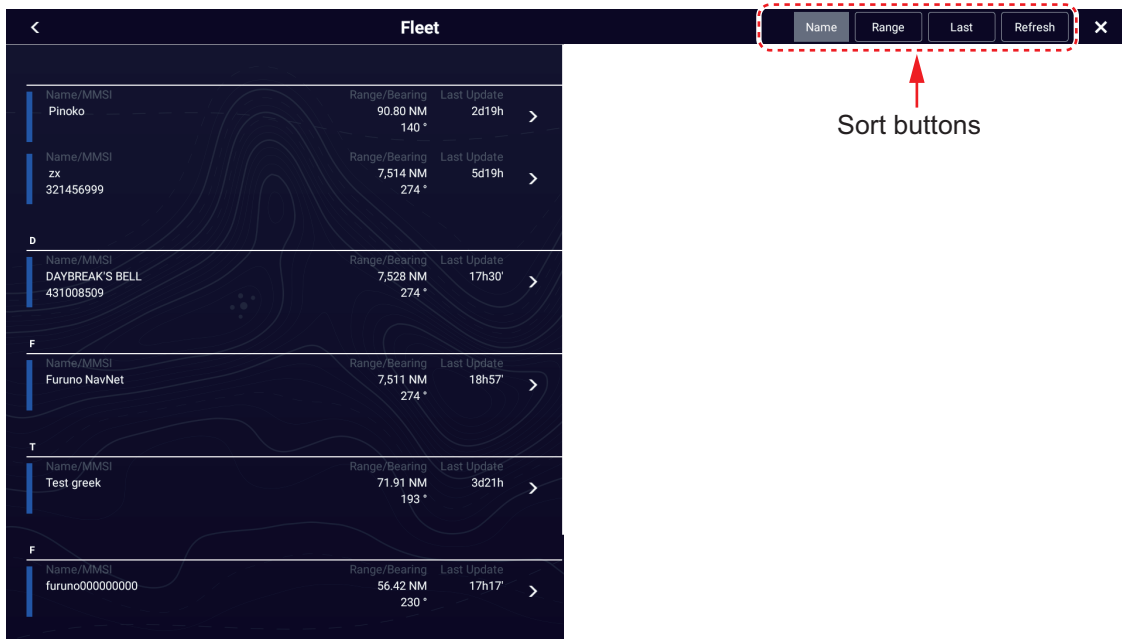 Fleet
Name Range Last Refresh
Sort buttons
Name/MMSI Range/Bearing Last Update
Pinoko 90.80 NM 2d19h
140 °
Name/MMSI Range/Bearing Last Update
zx 7,514 NM 5d19h
321456999 274 °
D
Name/MMSI Range/Bearing Last Update
DAYBREAK'S BELL 7,528 NM 17h30'
431008509 274 °
F
Name/MMSI Range/Bearing Last Update
Furuno NavNet 7,511 NM 18h57'
274 °
T
Name/MMSI Range/Bearing Last Update
Test greek 71.91 NM 3d21h
193 °
F
Name/MMSI Range/Bearing Last Update
furuno000000000 56.42 NM 17h17'
230 °